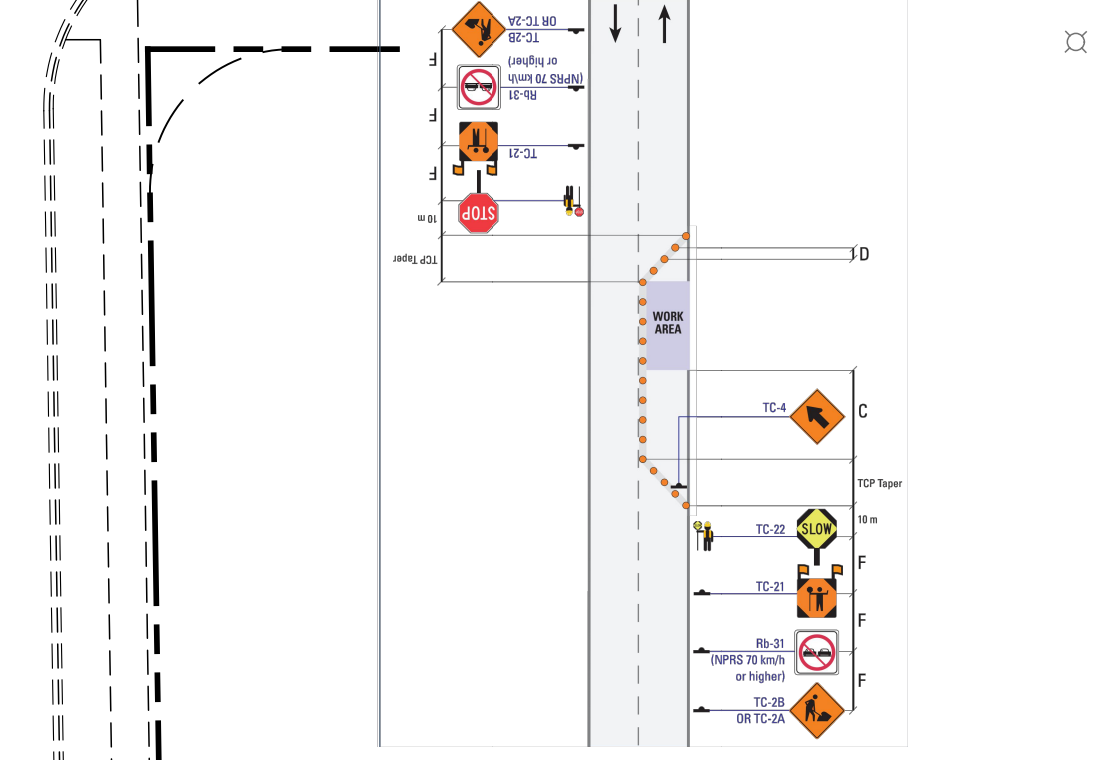 OR TC-2A
TC-2B
F
or higher)
(NPRS 70 km/h
Rb-31
F
TC-21
F
10 m
STOP
TCP Taper
D
WORK
AREA
TC-4
C
TCP Taper
10 m
TC-22
SLOW
F
TC-21
F
Rb-31
(NPRS 70 km/h
or higher)
F
TC-2B
OR TC-2A